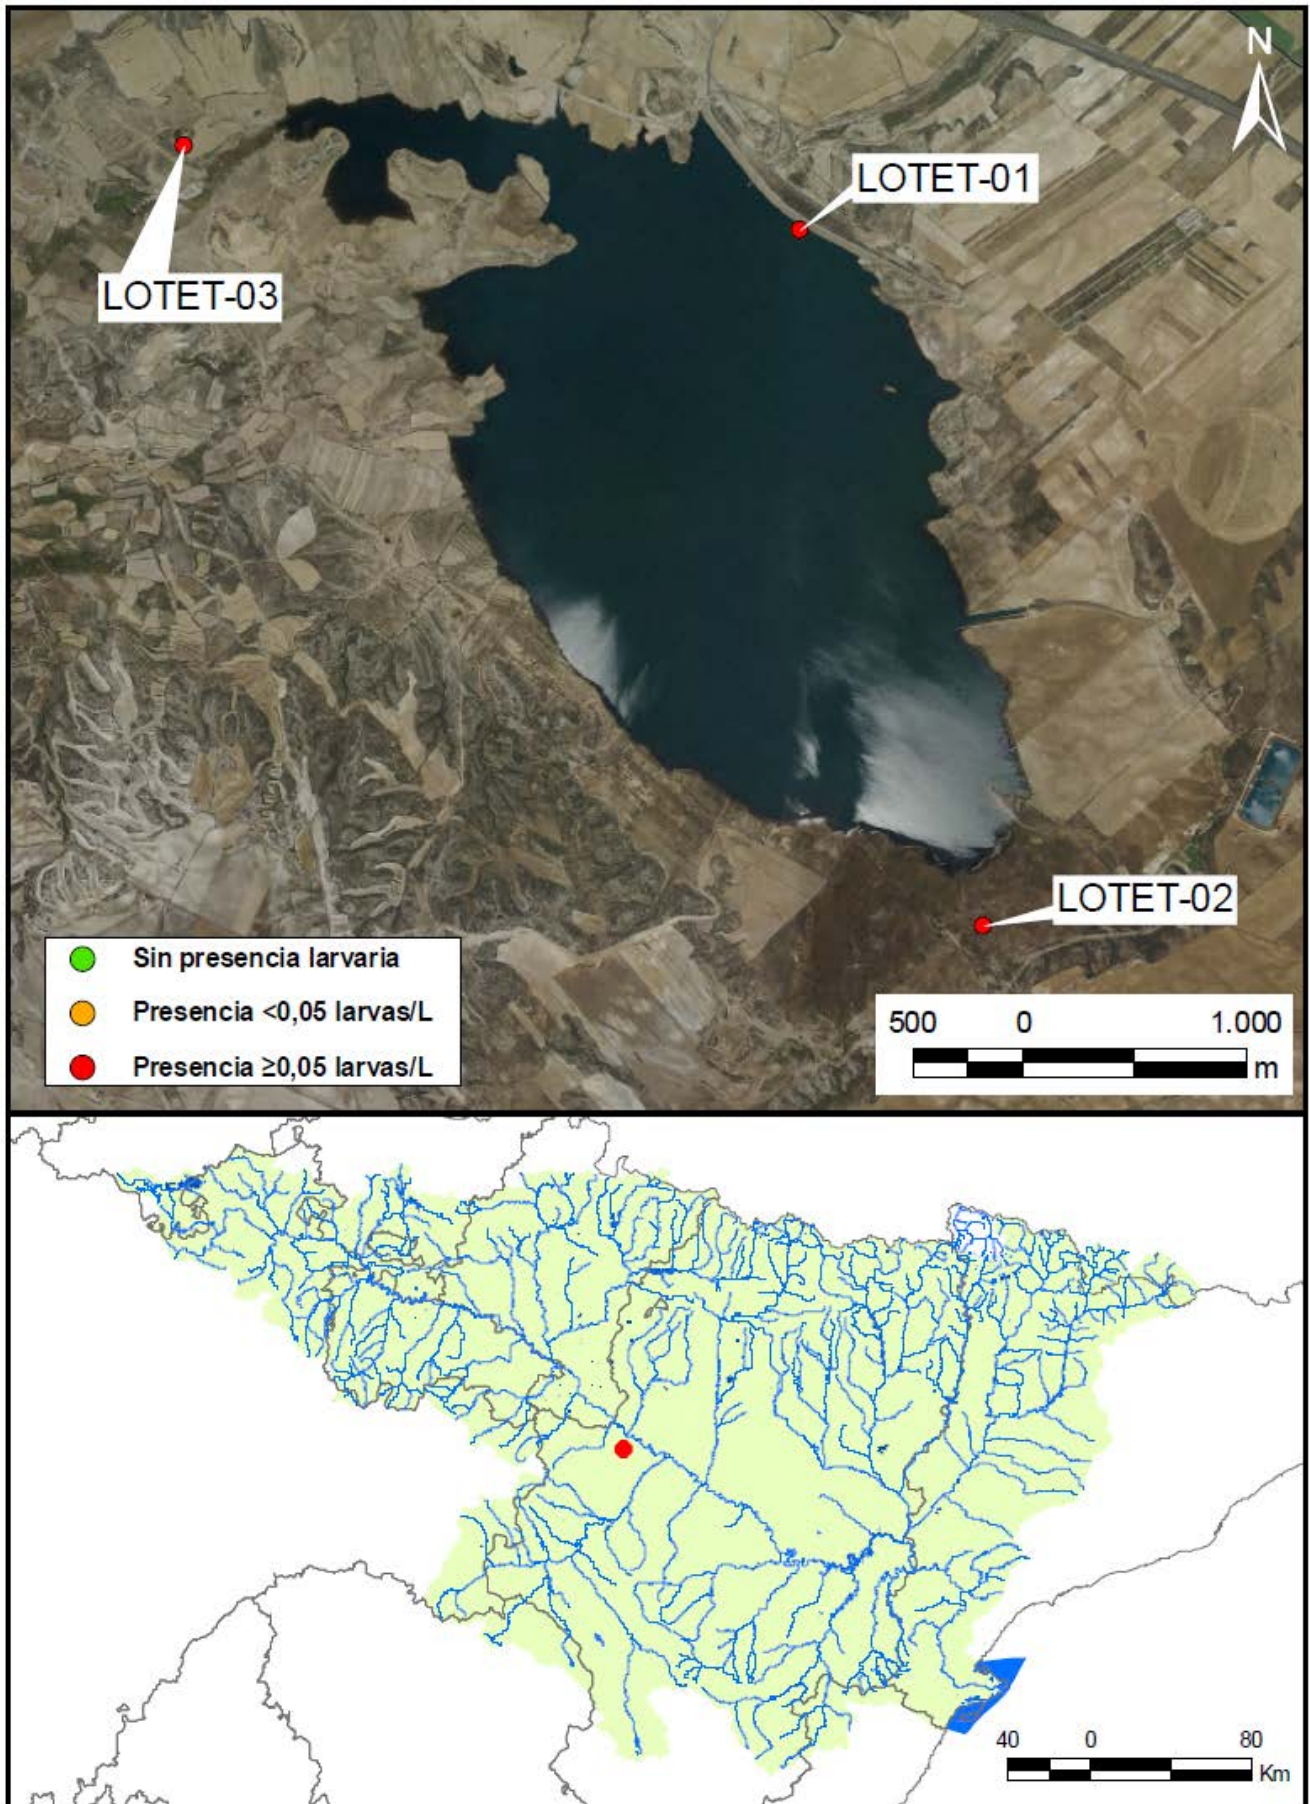 N
LOTET-01
LOTET-03
LOTET-02
Sin presencia larvaria
Presencia <0,05 larvas/L
Presencia ≥0,05 larvas/L
500 0 1.000
m
40 0 80
Km